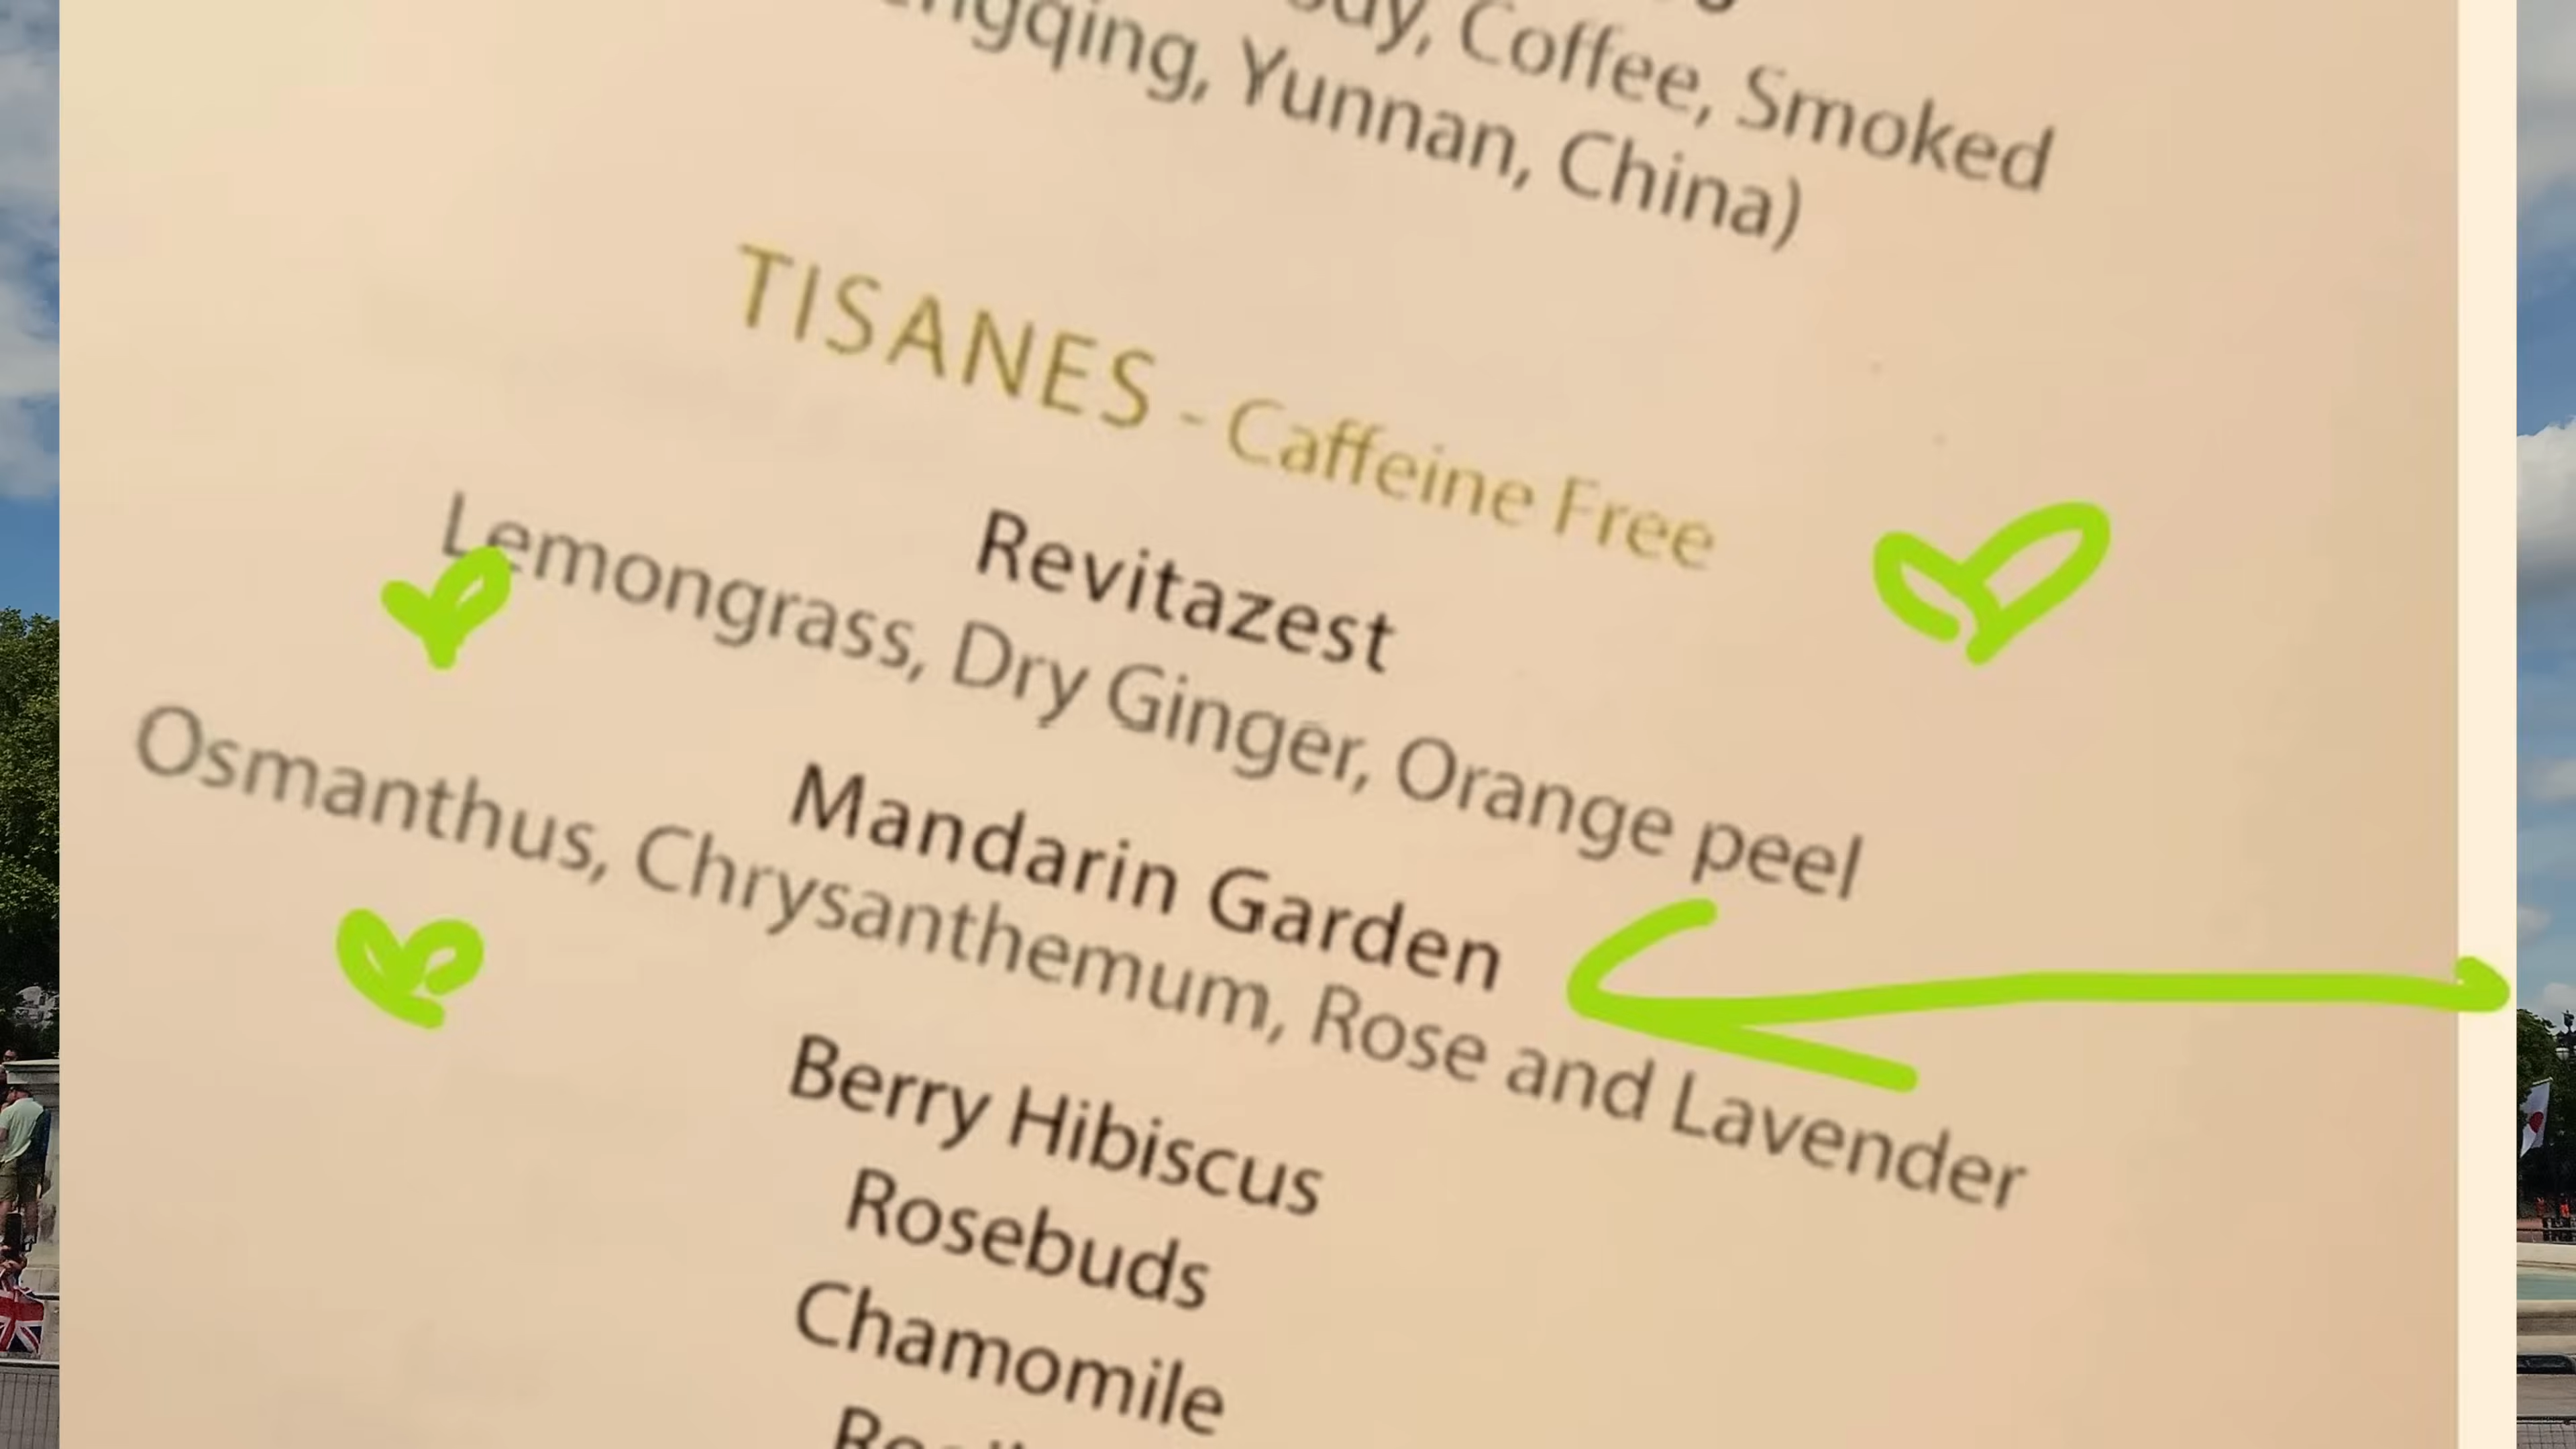 Coffee, Smoked
Yunnan, China)
TISANES - Caffeine Free
Revitazest
Lemongrass, Dry Ginger, Orange peel
Mandarin Garden
Osmanthus, Chrysanthemum, Rose and Lavender
Berry Hibiscus
Rosebuds
Chamomile